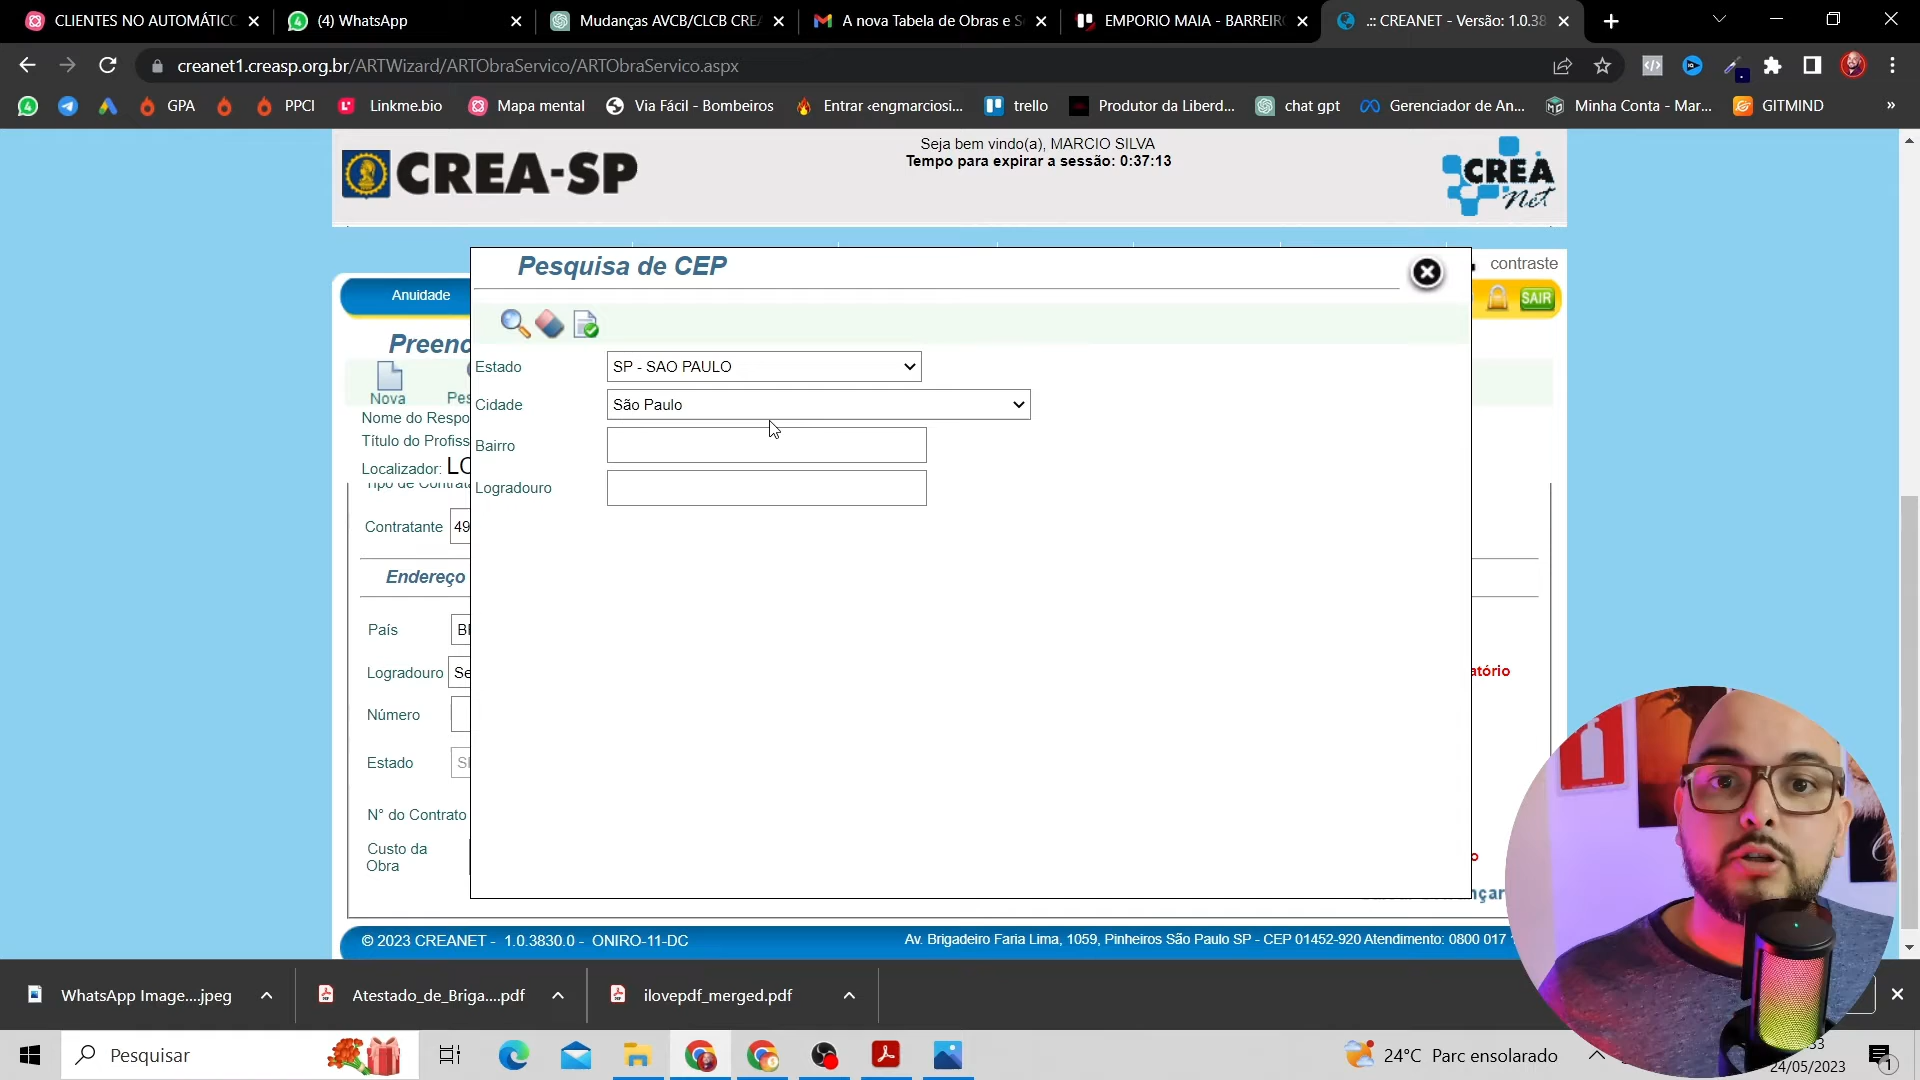 CLIENTES NO AUTOMÁTICO
(4) WhatsApp
Mudanças AVCB/CLCB CREA
A nova Tabela de Obras e S
EMPORIO MAIA - BARREIR
.:: CREANET - Versão: 1.0.38
creanet1.creasp.org.br/ARTWizard/ARTObraServico/ARTObraServico.aspx
GPA
PPCI
Linkme.bio
Mapa mental
Via Fácil - Bombeiros
Entrar ‹engmarciosi...
trello
Produtor da Liberd...
chat gpt
Gerenciador de An...
Minha Conta - Mar...
GITMIND
»
CREA-SP
Seja bem vindo(a), MARCIO SILVA
Tempo para expirar a sessão: 0:37:13
CREA
Net
contraste
Anuidade
SAIR
Pesquisa de CEP
Preenc
Nova
Pes
Nome do Respo
Título do Profiss
Localizador: LO
Tipo de Contrata
Contratante 49
Endereço
País BI
Logradouro Se
Número
Estado
N° do Contrato
Custo da
Obra
Estado SP - SAO PAULO
Cidade São Paulo
Bairro
Logradouro
atório
o
nçar
© 2023 CREANET - 1.0.3830.0 - ONIRO-11-DC
Av. Brigadeiro Faria Lima, 1059, Pinheiros São Paulo SP - CEP 01452-920 Atendimento: 0800 017
WhatsApp Image....jpeg
Atestado_de_Briga....pdf
ilovepdf_merged.pdf
Pesquisar
24°C Parc ensolarado
:33
24/05/2023
1